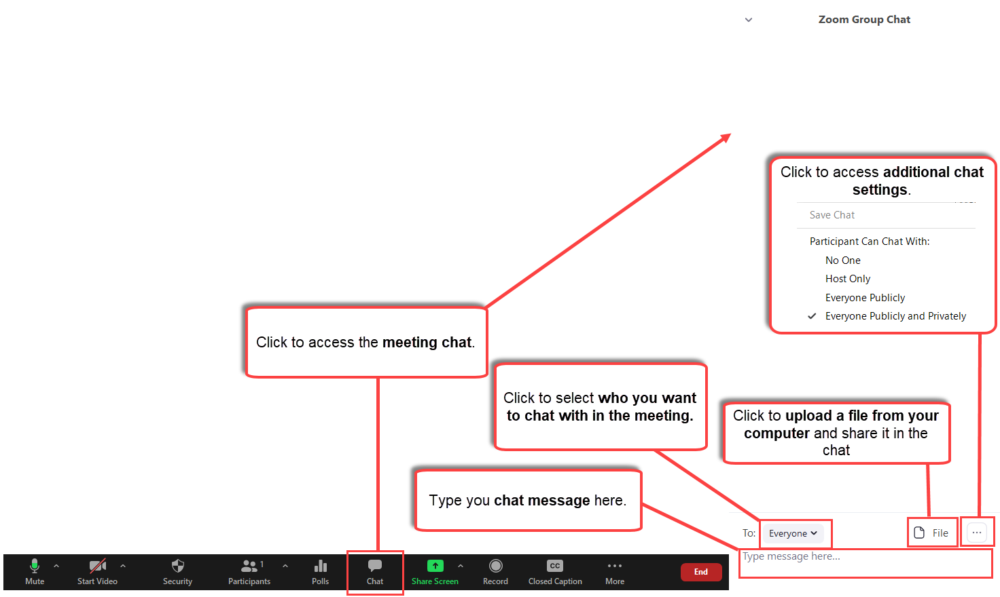 Zoom Group Chat
Click to access additional chat
settings.
Save Chat
Participant Can Chat With:
No One
Host Only
Everyone Publicly
Everyone Publicly and Privately
Click to access the meeting chat.
Click to select who you want
to chat with in the meeting.
Click to upload a file from your
computer and share it in the
chat
Type you chat message here.
To: Everyone File
Type message here...
1
Mute Start Video Security Participants Polls Chat Share Screen Record Closed Caption More End
CC